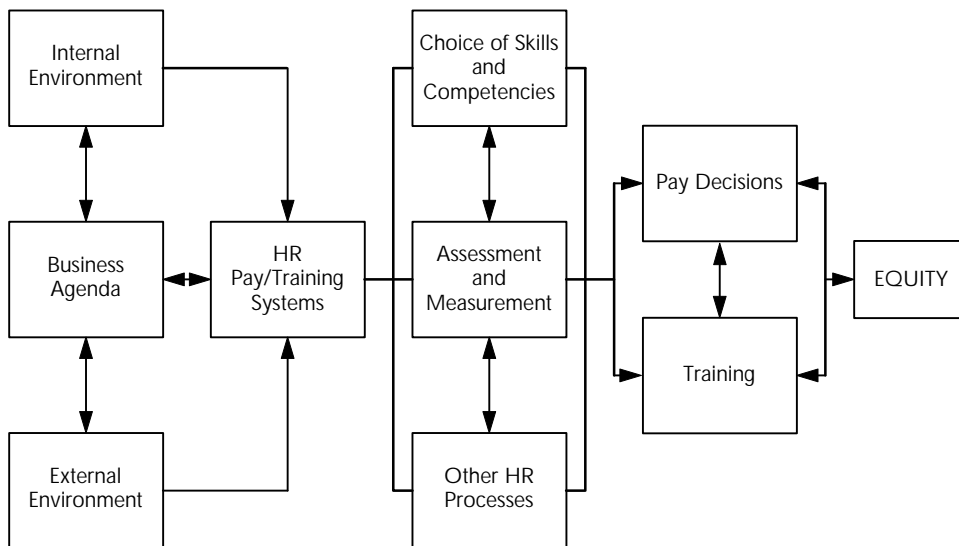 Internal
Environment
Business
Agenda
External
Environment
HR
Pay/Training
Systems
Choice of Skills
and
Competencies
Assessment
and
Measurement
Other HR
Processes
Pay Decisions
Training
EQUITY